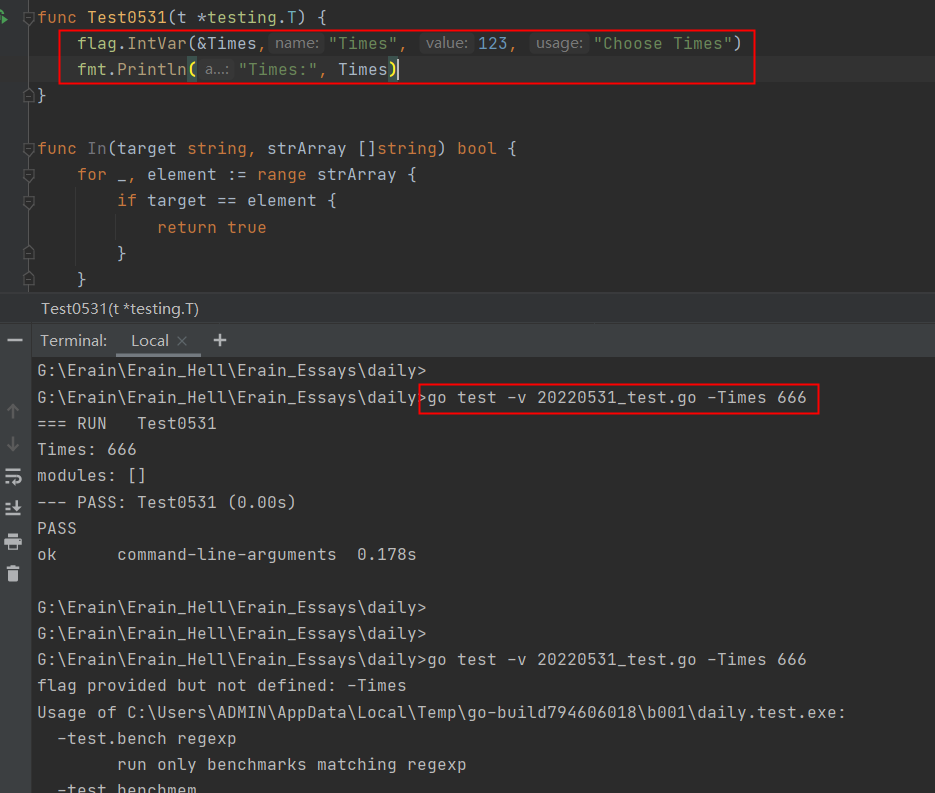 func Test0531(t *testing.T) {
flag.IntVar(&Times, name: "Times", value: 123, usage: "Choose Times")
fmt.Println( a...: "Times:", Times)
}
func In(target string, strArray []string) bool {
for _, element := range strArray {
if target == element {
return true
}
}
Test0531(t *testing.T)
Terminal: Local × +
G:\Erain\Erain_Hell\Erain_Essays\daily>
G:\Erain\Erain_Hell\Erain_Essays\daily>go test -v 20220531_test.go -Times 666
=== RUN   Test0531
Times: 666
modules: []
--- PASS: Test0531 (0.00s)
PASS
ok      command-line-arguments  0.178s
G:\Erain\Erain_Hell\Erain_Essays\daily>
G:\Erain\Erain_Hell\Erain_Essays\daily>
G:\Erain\Erain_Hell\Erain_Essays\daily>go test -v 20220531_test.go -Times 666
flag provided but not defined: -Times
Usage of C:\Users\ADMIN\AppData\Local\Temp\go-build794606018\b001\daily.test.exe:
-test.bench regexp
run only benchmarks matching regexp
-test.benchmem